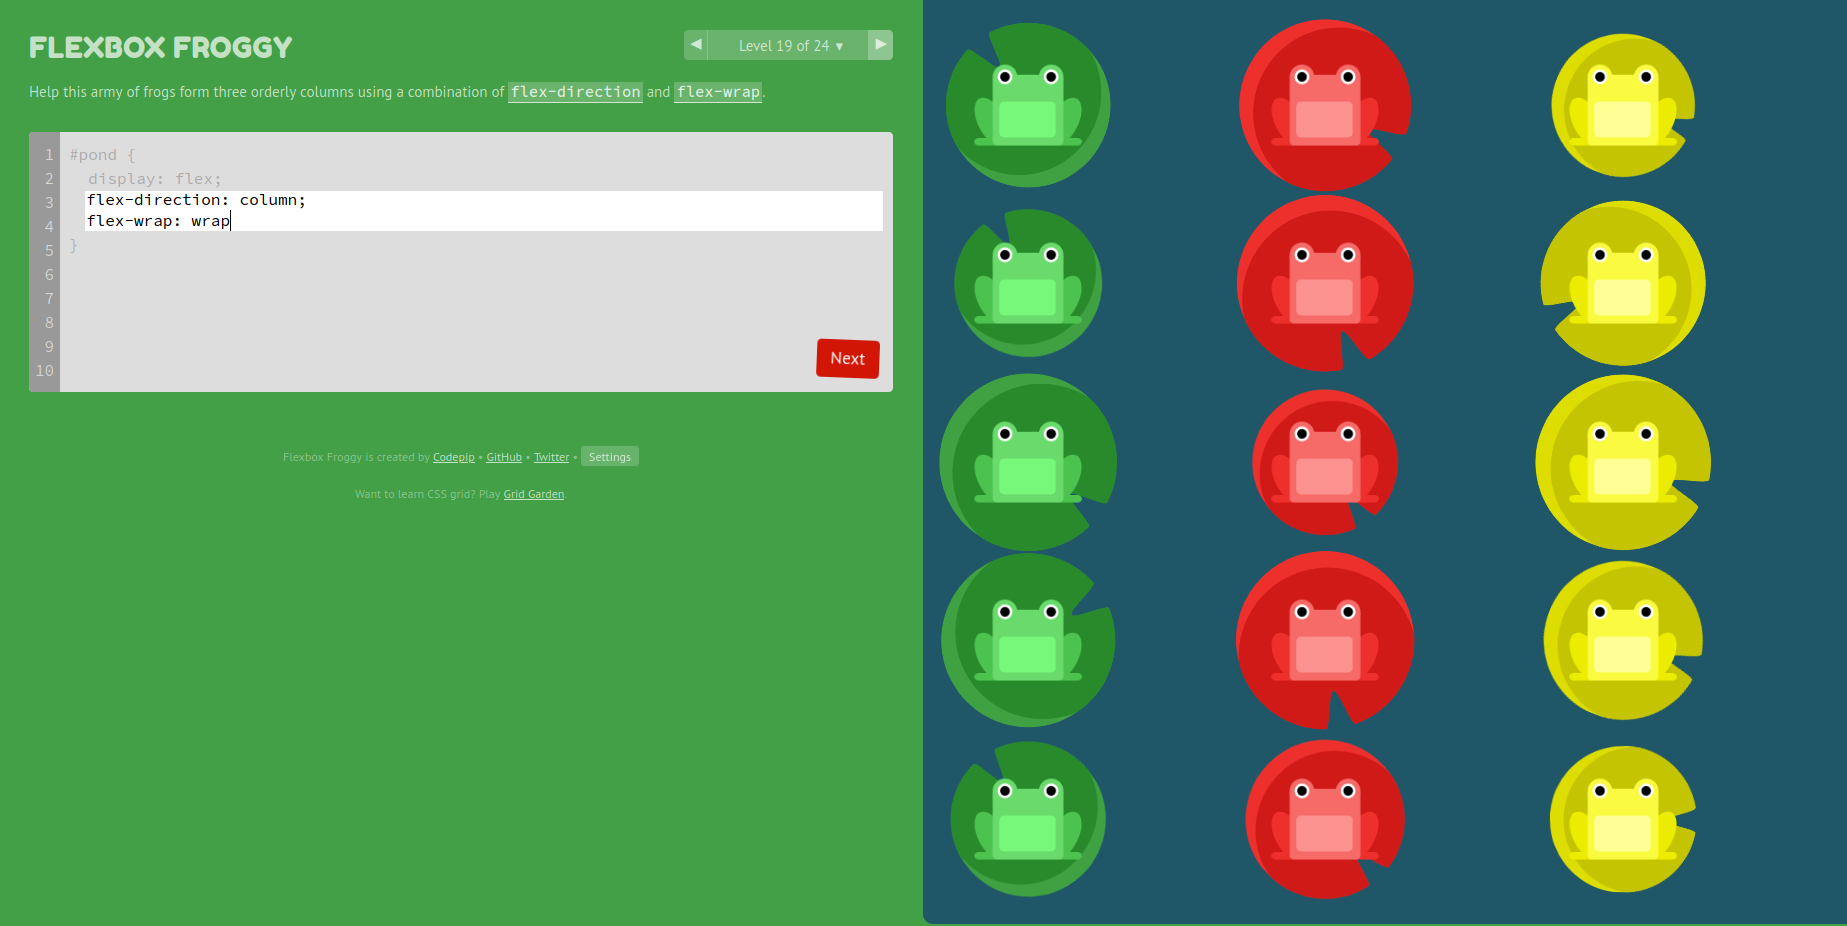 FLEXBOX FROGGY
◀ Level 19 of 24 ▾ ▶
Help this army of frogs form three orderly columns using a combination of flex-direction and flex-wrap.
1 #pond {
2 display: flex;
3 flex-direction: column;
4 flex-wrap: wrap
5 }
6
7
8
9
10
Next
Flexbox Froggy is created by Codepip • GitHub • Twitter • Settings
Want to learn CSS grid? Play Grid Garden.